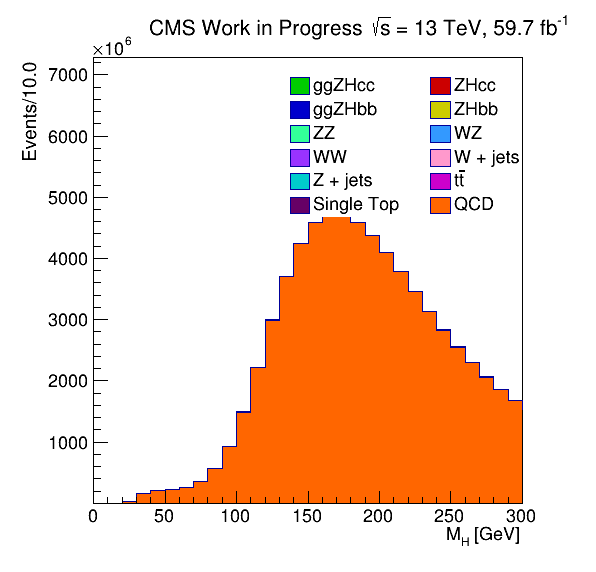 CMS Work in Progress √s = 13 TeV, 59.7 fb⁻¹
×10⁶
Events/10.0
7000
6000
5000
4000
3000
2000
1000
ggZHcc ZHcc
ggZHbb ZHbb
ZZ WZ
WW W + jets
Z + jets tt̄
Single Top QCD
0 50 100 150 200 250 300
M_H [GeV]